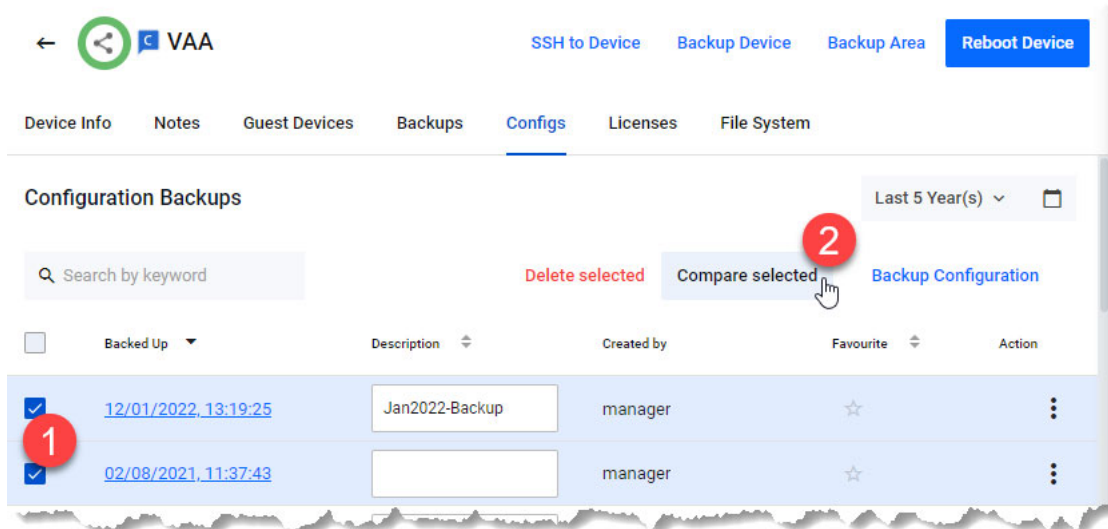 ← C VAA SSH to Device Backup Device Backup Area Reboot Device
Device Info Notes Guest Devices Backups Configs Licenses File System
Configuration Backups Last 5 Year(s)
2
Search by keyword Delete selected Compare selected Backup Configuration
Backed Up Description Created by Favourite Action
12/01/2022, 13:19:25 Jan2022-Backup manager
1
02/08/2021, 11:37:43 manager